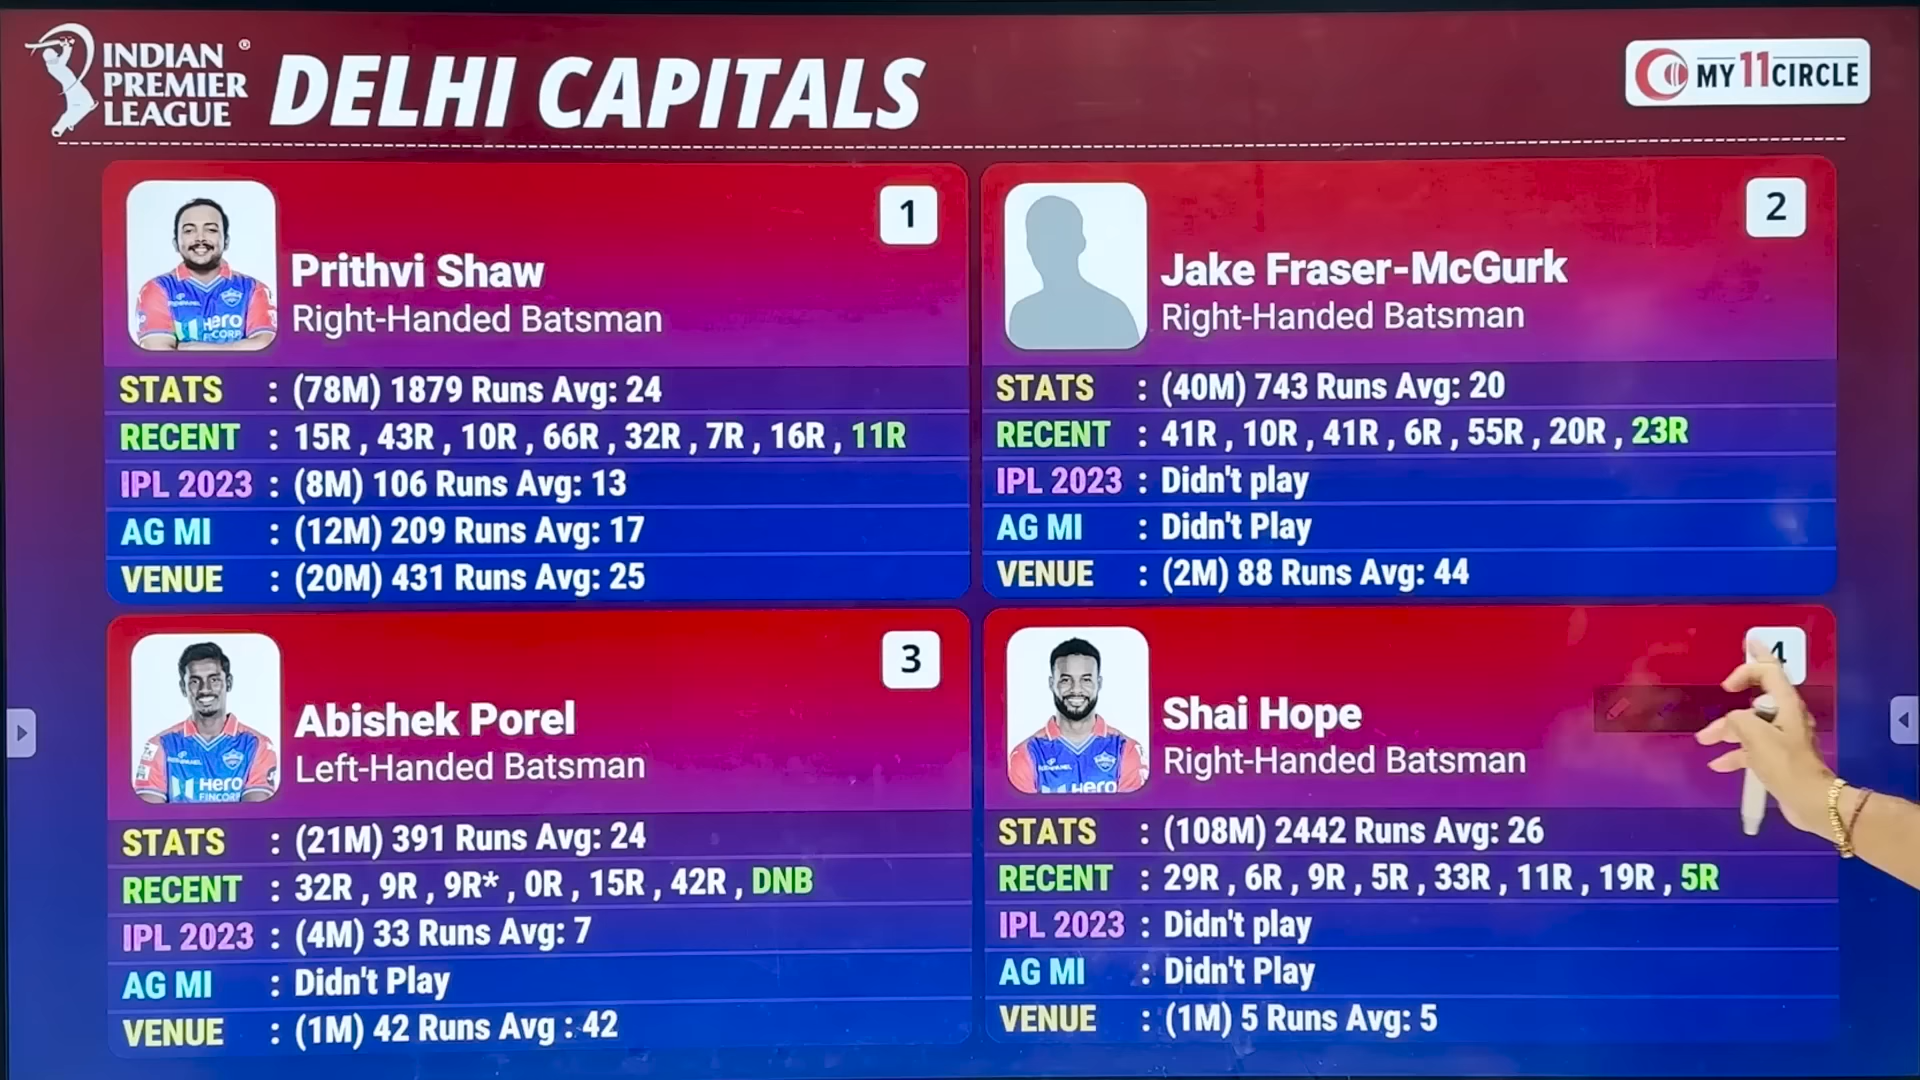 INDIAN ®
PREMIER
LEAGUE
DELHI CAPITALS
MY11CIRCLE
1
Prithvi Shaw
Right-Handed Batsman
STATS : (78M) 1879 Runs Avg: 24
RECENT : 15R , 43R , 10R , 66R , 32R , 7R , 16R , 11R
IPL 2023 : (8M) 106 Runs Avg: 13
AG MI : (12M) 209 Runs Avg: 17
VENUE : (20M) 431 Runs Avg: 25
2
Jake Fraser-McGurk
Right-Handed Batsman
STATS : (40M) 743 Runs Avg: 20
RECENT : 41R , 10R , 41R , 6R , 55R , 20R , 23R
IPL 2023 : Didn't play
AG MI : Didn't Play
VENUE : (2M) 88 Runs Avg: 44
3
Abishek Porel
Left-Handed Batsman
STATS : (21M) 391 Runs Avg: 24
RECENT : 32R , 9R , 9R* , 0R , 15R , 42R , DNB
IPL 2023 : (4M) 33 Runs Avg: 7
AG MI : Didn't Play
VENUE : (1M) 42 Runs Avg : 42
4
Shai Hope
Right-Handed Batsman
STATS : (108M) 2442 Runs Avg: 26
RECENT : 29R , 6R , 9R , 5R , 33R , 11R , 19R , 5R
IPL 2023 : Didn't play
AG MI : Didn't Play
VENUE : (1M) 5 Runs Avg: 5
Hero
CORP
Hero
FINCORP
Hero